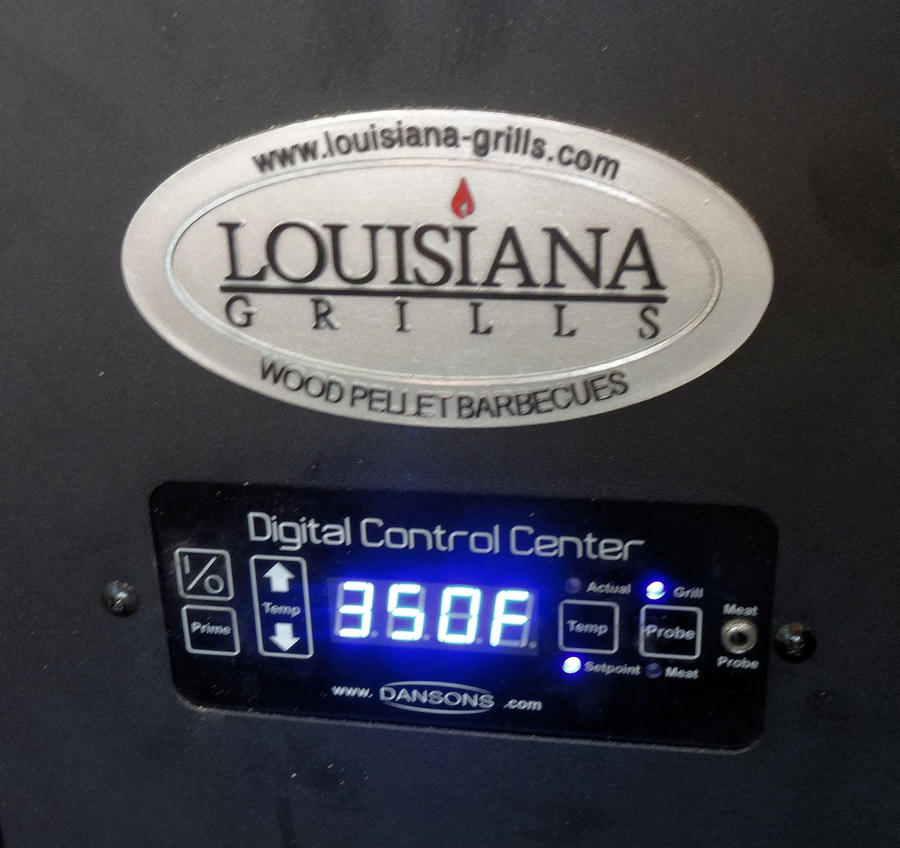 www.louisiana-grills.com
LOUISIANA
GRILLS
WOOD PELLET BARBECUES
Digital Control Center
I/O
Prime
Temp
350F
Actual
Temp
Setpoint
Grill
Probe
Meat
Meat
Probe
www. DANSONS .com